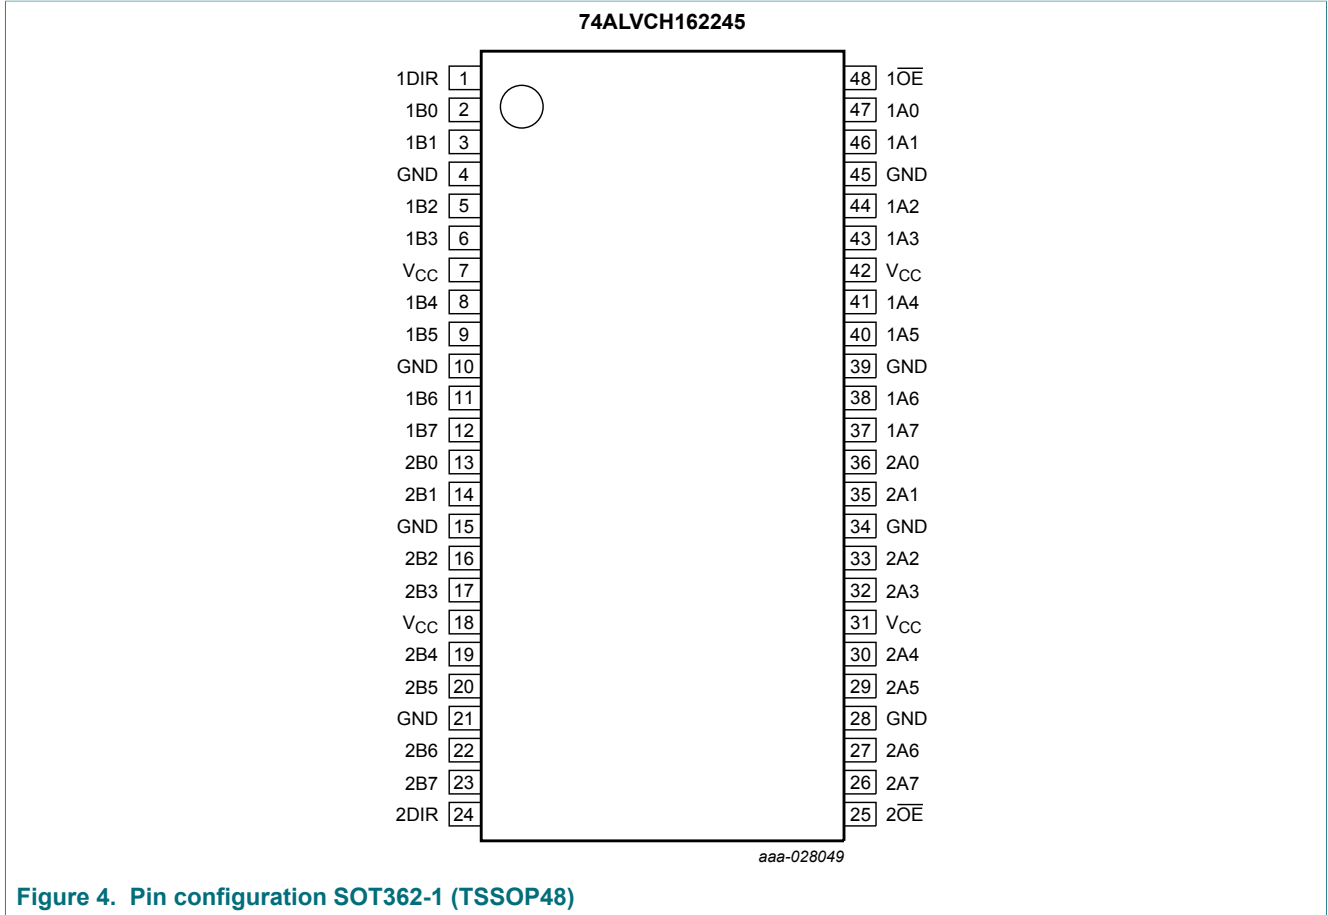 74ALVCH162245
1DIR 1 48 1OE
1B0 2 47 1A0
1B1 3 46 1A1
GND 4 45 GND
1B2 5 44 1A2
1B3 6 43 1A3
VCC 7 42 VCC
1B4 8 41 1A4
1B5 9 40 1A5
GND 10 39 GND
1B6 11 38 1A6
1B7 12 37 1A7
2B0 13 36 2A0
2B1 14 35 2A1
GND 15 34 GND
2B2 16 33 2A2
2B3 17 32 2A3
VCC 18 31 VCC
2B4 19 30 2A4
2B5 20 29 2A5
GND 21 28 GND
2B6 22 27 2A6
2B7 23 26 2A7
2DIR 24 25 2OE
aaa-028049
Figure 4. Pin configuration SOT362-1 (TSSOP48)